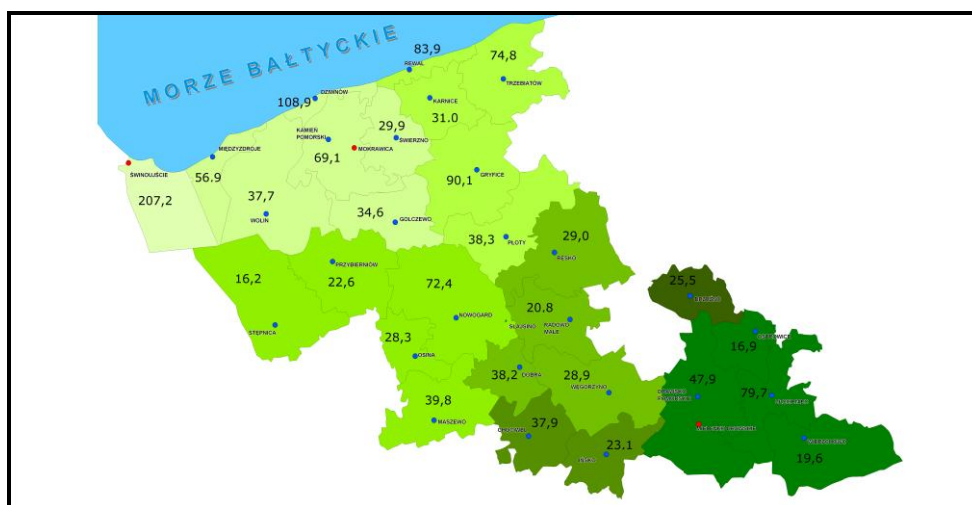 MORZE BAŁTYCKIE
83,9
REWAL
74,8
TRZEBIATÓW
DZIWNÓW
108,9
KARNICE
31.0
KAMIEŃ
POMORSKI
29,9
ŚWIERZNO
MOKRAWICA
69,1
MIĘDZYZDROJE
56.9
ŚWINOUJŚCIE
207,2
GRYFICE
90,1
37,7
WOLIN
34,6
GOLCZEWO
38,3
PŁOTY
29,0
RESKO
PRZYBIERNÓW
16,2
22,6
72,4
25,5
20.8
NOWOGARD
RADOWO
MAŁE
STEPNICA
28,3
OSINA
16,9
38,2
DOBRA
28,9
WĘGORZYNO
47,9
79,7
39,8
MASZEWO
37,9
23.1
19,6